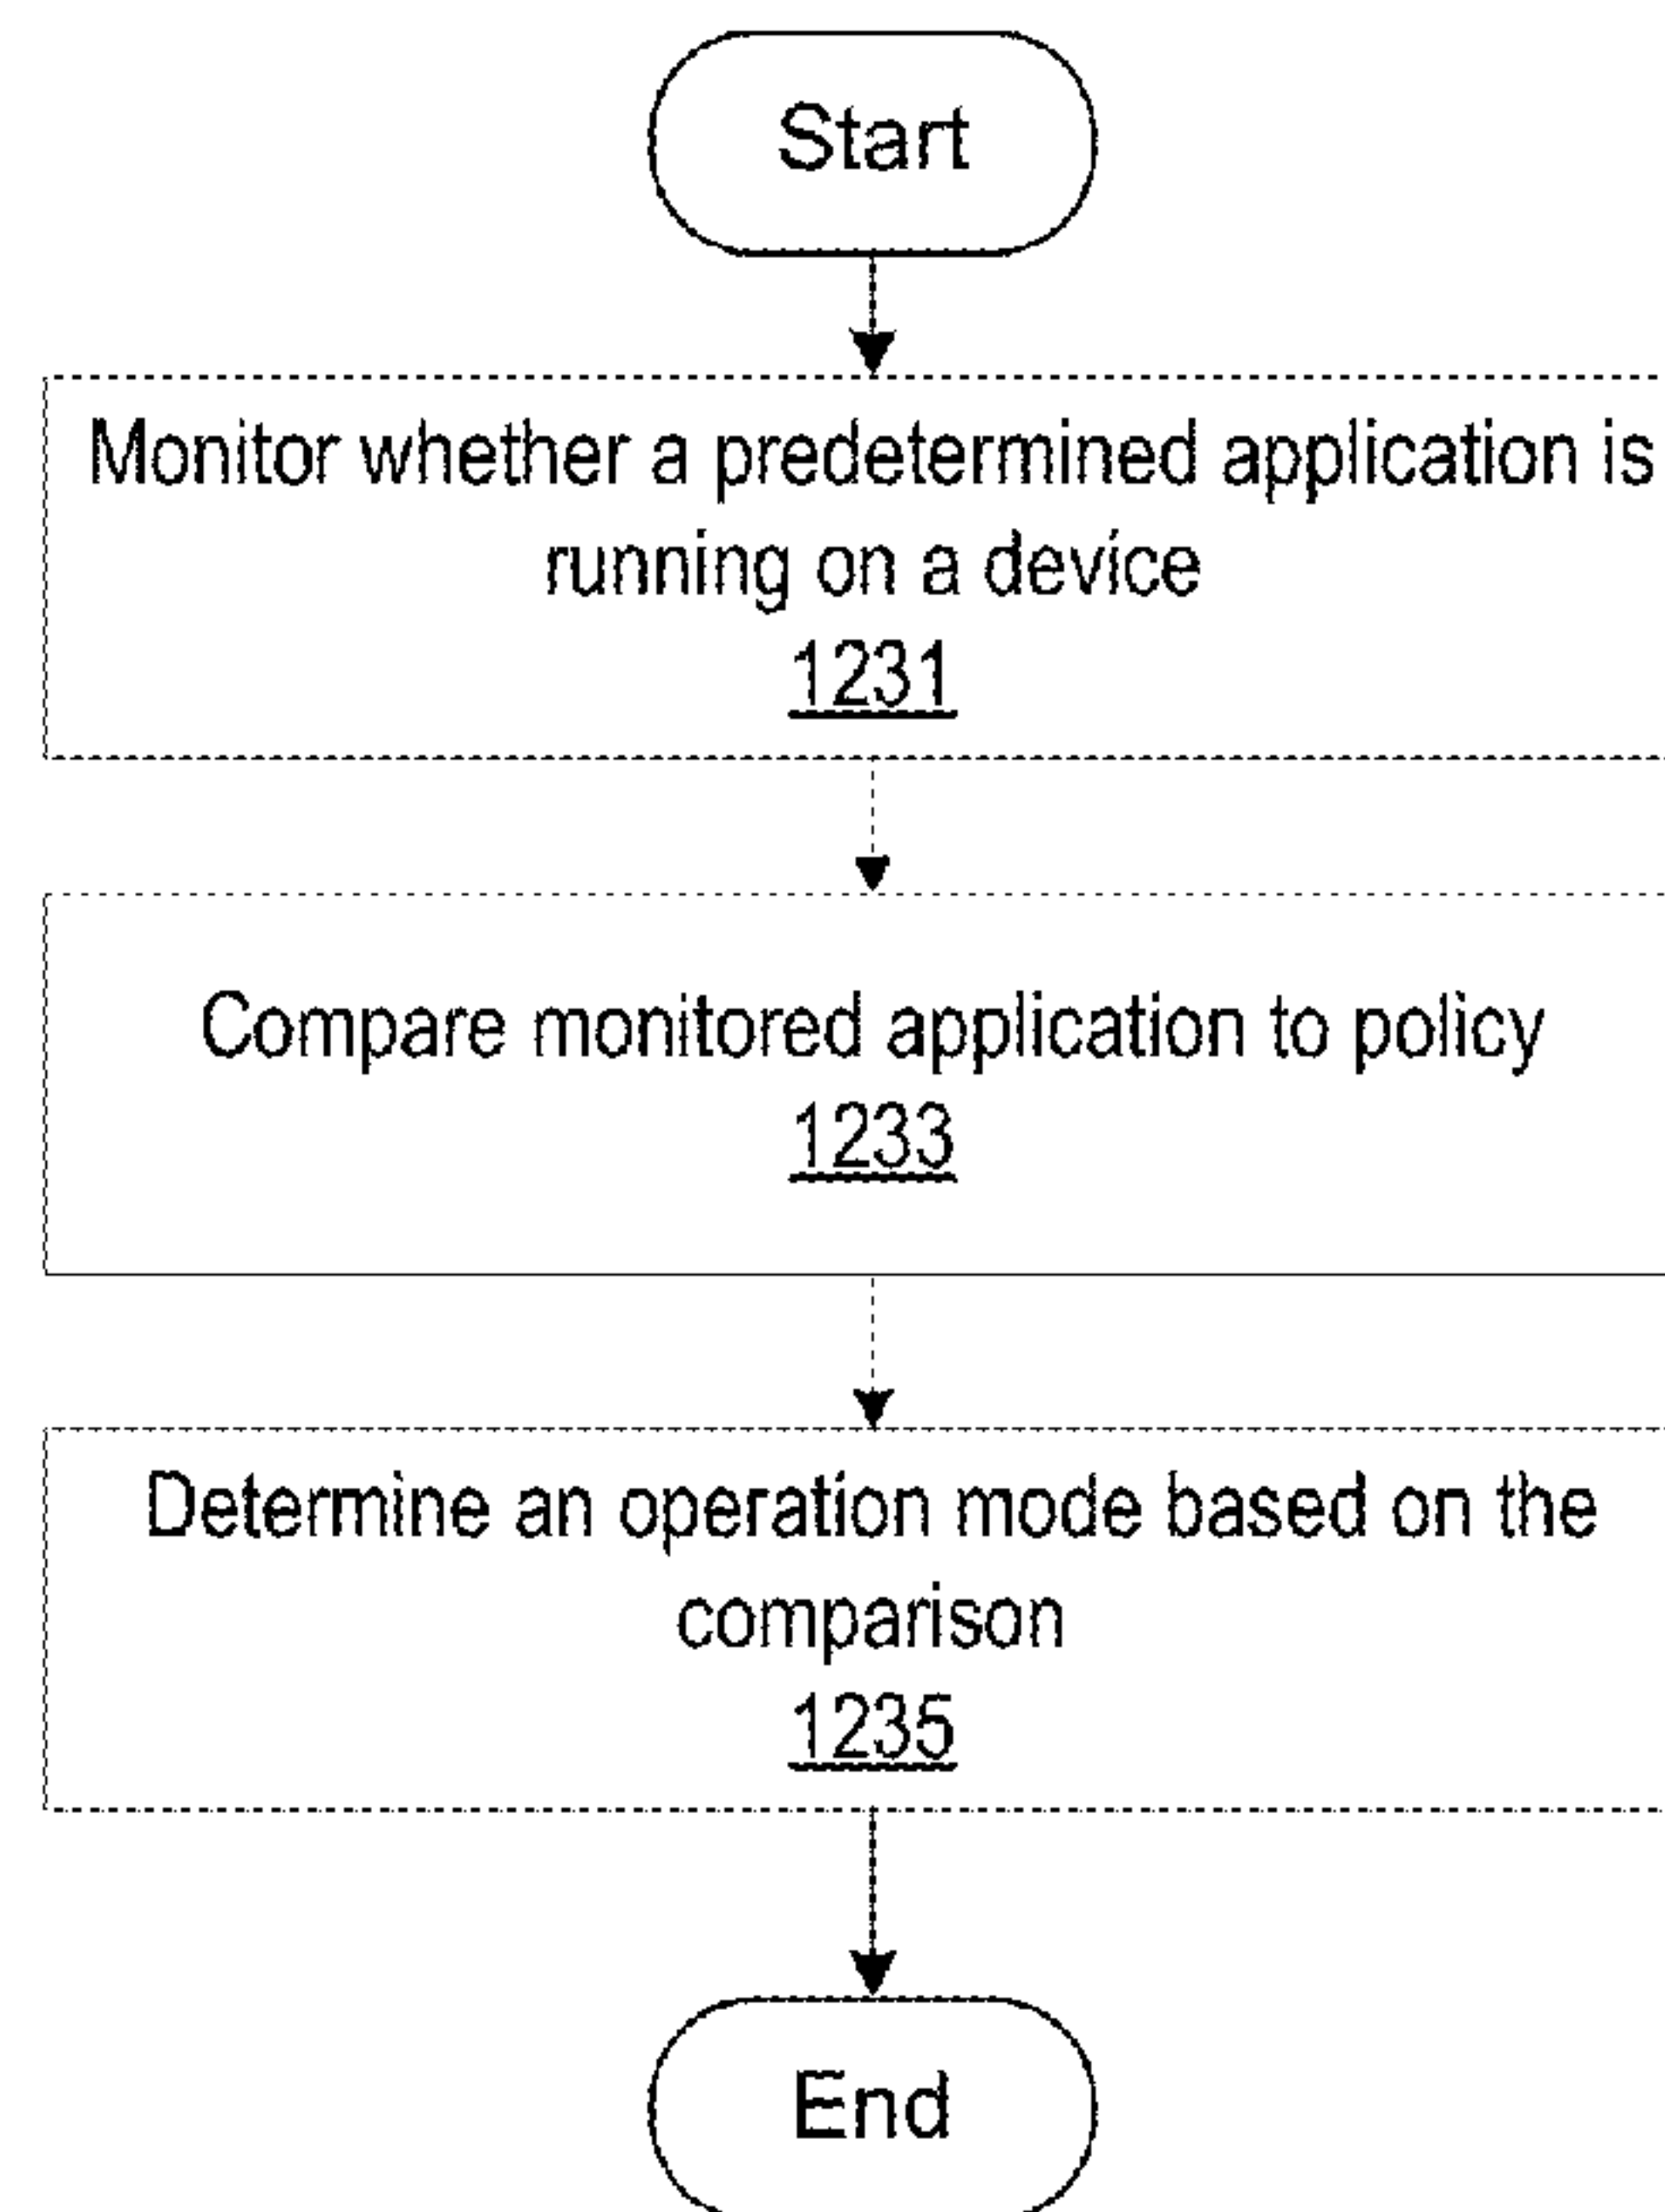 Start
Monitor whether a predetermined application is
running on a device
1231
Compare monitored application to policy
1233
Determine an operation mode based on the
comparison
1235
End